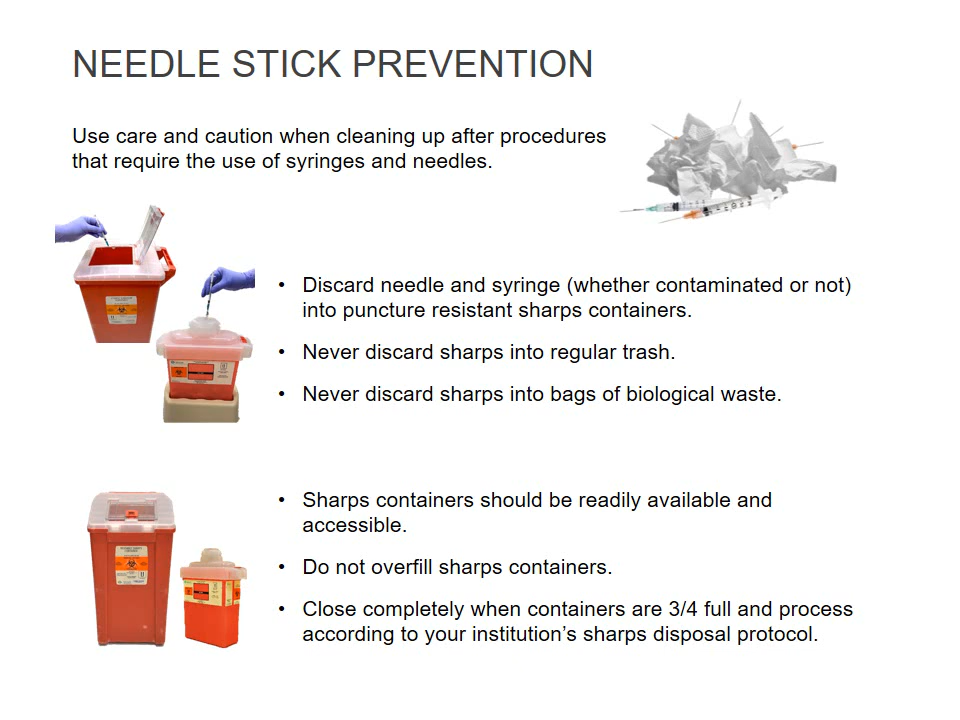 NEEDLE STICK PREVENTION
Use care and caution when cleaning up after procedures
that require the use of syringes and needles.
• Discard needle and syringe (whether contaminated or not)
into puncture resistant sharps containers.
• Never discard sharps into regular trash.
• Never discard sharps into bags of biological waste.
• Sharps containers should be readily available and
accessible.
• Do not overfill sharps containers.
• Close completely when containers are 3/4 full and process
according to your institution’s sharps disposal protocol.